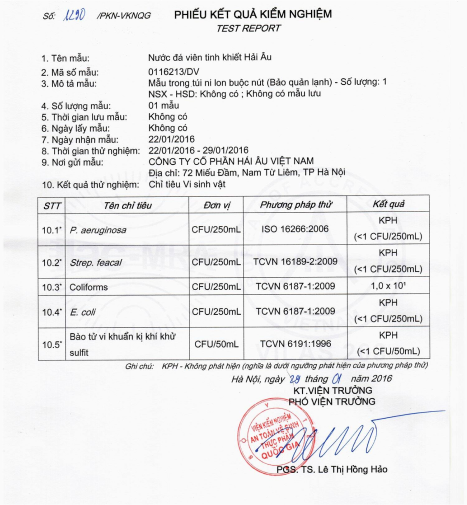 Số: 1290 /PKN-VKNQG PHIẾU KẾT QUẢ KIỂM NGHIỆM
TEST REPORT
1. Tên mẫu: Nước đá viên tinh khiết Hải Âu
2. Mã số mẫu: 0116213/DV
3. Mô tả mẫu: Mẫu trong túi ni lon buộc nút (Bảo quản lạnh) - Số lượng: 1
NSX - HSD: Không có ; Không có mẫu lưu
4. Số lượng mẫu: 01 mẫu
5. Thời gian lưu mẫu: Không có
6. Ngày lấy mẫu: Không có
7. Ngày nhận mẫu: 22/01/2016
8. Thời gian thử nghiệm: 22/01/2016 - 29/01/2016
9. Nơi gửi mẫu: CÔNG TY CỔ PHẦN HẢI ÂU VIỆT NAM
Địa chỉ: 72 Miếu Đầm, Nam Từ Liêm, TP Hà Nội
10. Kết quả thử nghiệm: Chỉ tiêu Vi sinh vật
STT Tên chỉ tiêu Đơn vị Phương pháp thử Kết quả
10.1* P. aeruginosa CFU/250mL ISO 16266:2006 KPH
(<1 CFU/250mL)
10.2* Strep. feacal CFU/250mL TCVN 16189-2:2009 KPH
(<1 CFU/250mL)
10.3* Coliforms CFU/250mL TCVN 6187-1:2009 1,0 x 10¹
10.4* E. coli CFU/250mL TCVN 6187-1:2009 KPH
(<1 CFU/250mL)
10.5* Bào tử vi khuẩn kị khí khử
sulfit CFU/50mL TCVN 6191:1996 KPH
(<1 CFU/50mL)
Ghi chú: KPH - Không phát hiện (nghĩa là dưới ngưỡng phát hiện của phương pháp thử)
Hà Nội, ngày 29 tháng 01 năm 2016
KT.VIỆN TRƯỞNG
PHÓ VIỆN TRƯỞNG
VIỆN KIỂM NGHIỆM
AN TOÀN VỆ SINH
THỰC PHẨM
QUỐC GIA
PGS. TS. Lê Thị Hồng Hảo